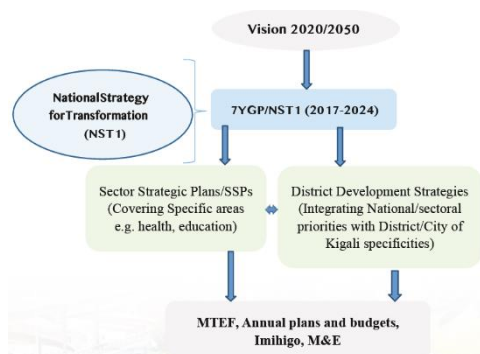 Vision 2020/2050
NationalStrategy
forTransformation
(NST1)
7YGP/NST1 (2017-2024)
Sector Strategic Plans/SSPs
(Covering Specific areas
e.g. health, education)
District Development Strategies
(Integrating National/sectoral
priorities with District/City of
Kigali specificities)
MTEF, Annual plans and budgets,
Imihigo, M&E